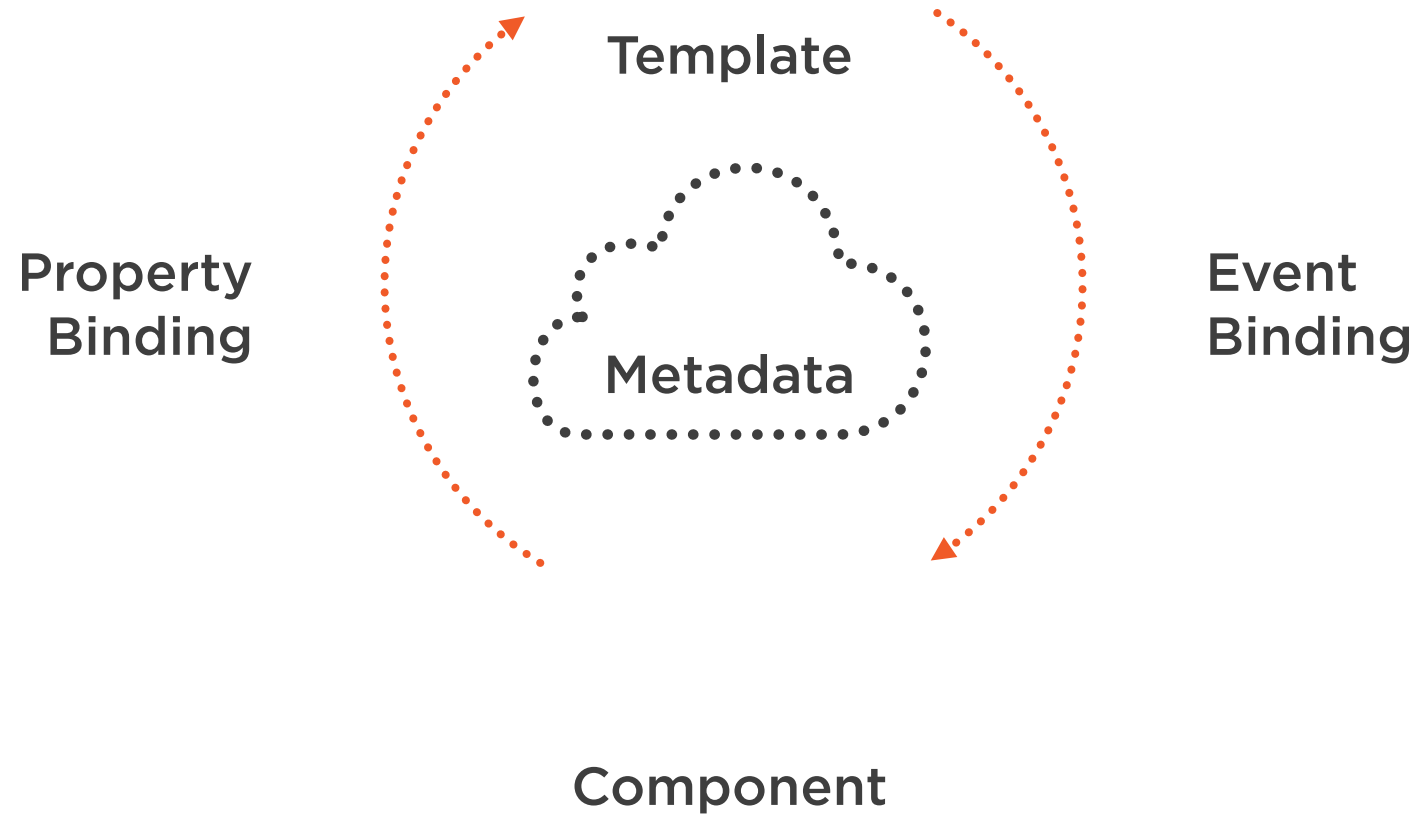 Template
Property
Binding
Metadata
Event
Binding
Component